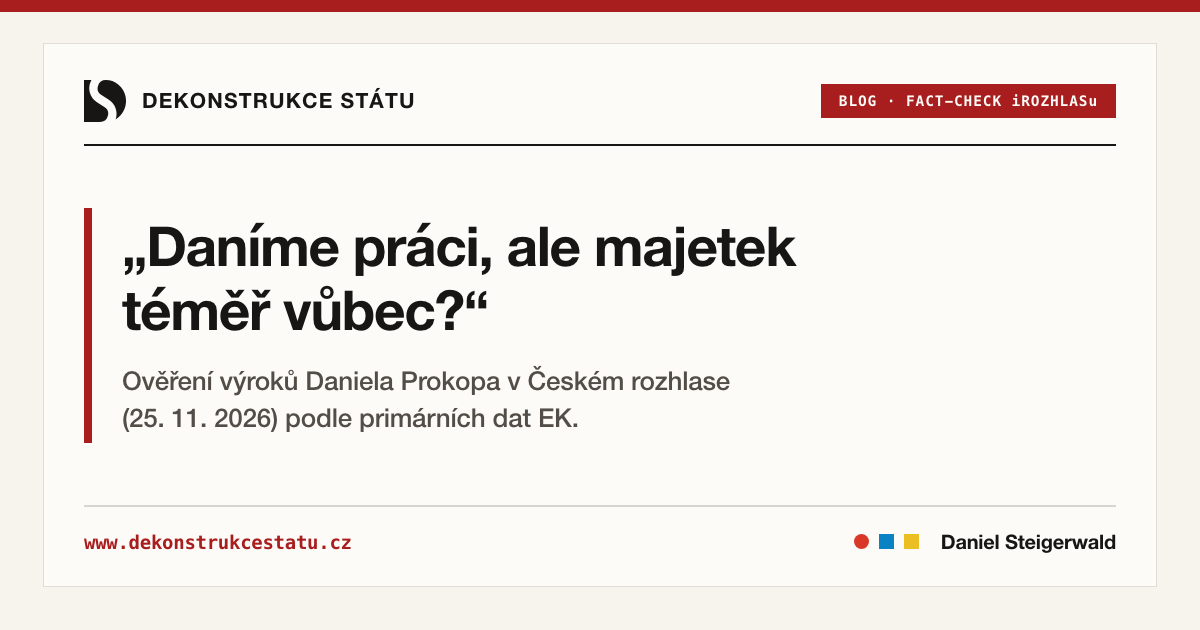 DEKONSTRUKCE STÁTU
BLOG · FACT-CHECK iROZHLASu
„Daníme práci, ale majetek
téměř vůbec?“
Ověření výroků Daniela Prokopa v Českém rozhlase
(25. 11. 2026) podle primárních dat EK.
www.dekonstrukcestatu.cz
Daniel Steigerwald